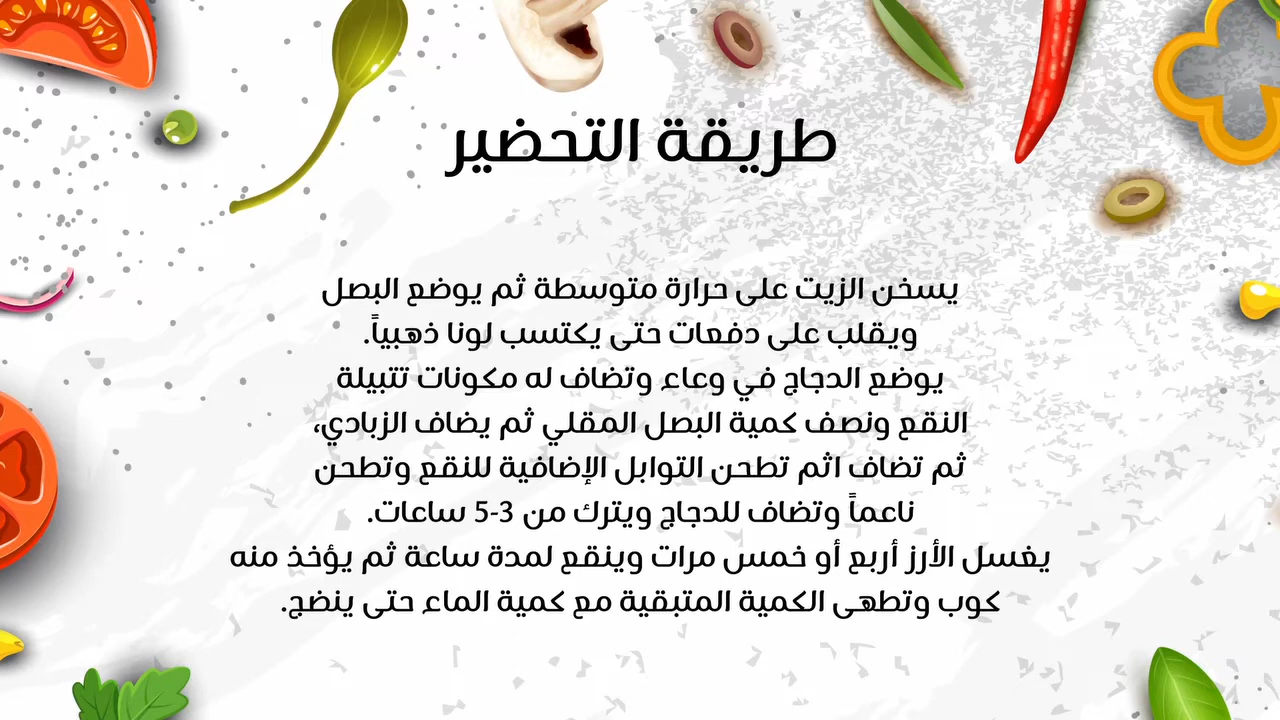 طريقة التحضير
يسخن الزيت على حرارة متوسطة ثم يوضع البصل
ويقلب على دفعات حتى يكتسب لونا ذهبياً.
يوضع الدجاج في وعاء وتضاف له مكونات تتبيلة
النقع ونصف كمية البصل المقلي ثم يضاف الزبادي،
ثم تضاف اثم تطحن التوابل الإضافية للنقع وتطحن
ناعماً وتضاف للدجاج ويترك من 3-5 ساعات.
يغسل الأرز أربع أو خمس مرات وينقع لمدة ساعة ثم يؤخذ منه
كوب وتطهى الكمية المتبقية مع كمية الماء حتى ينضج.